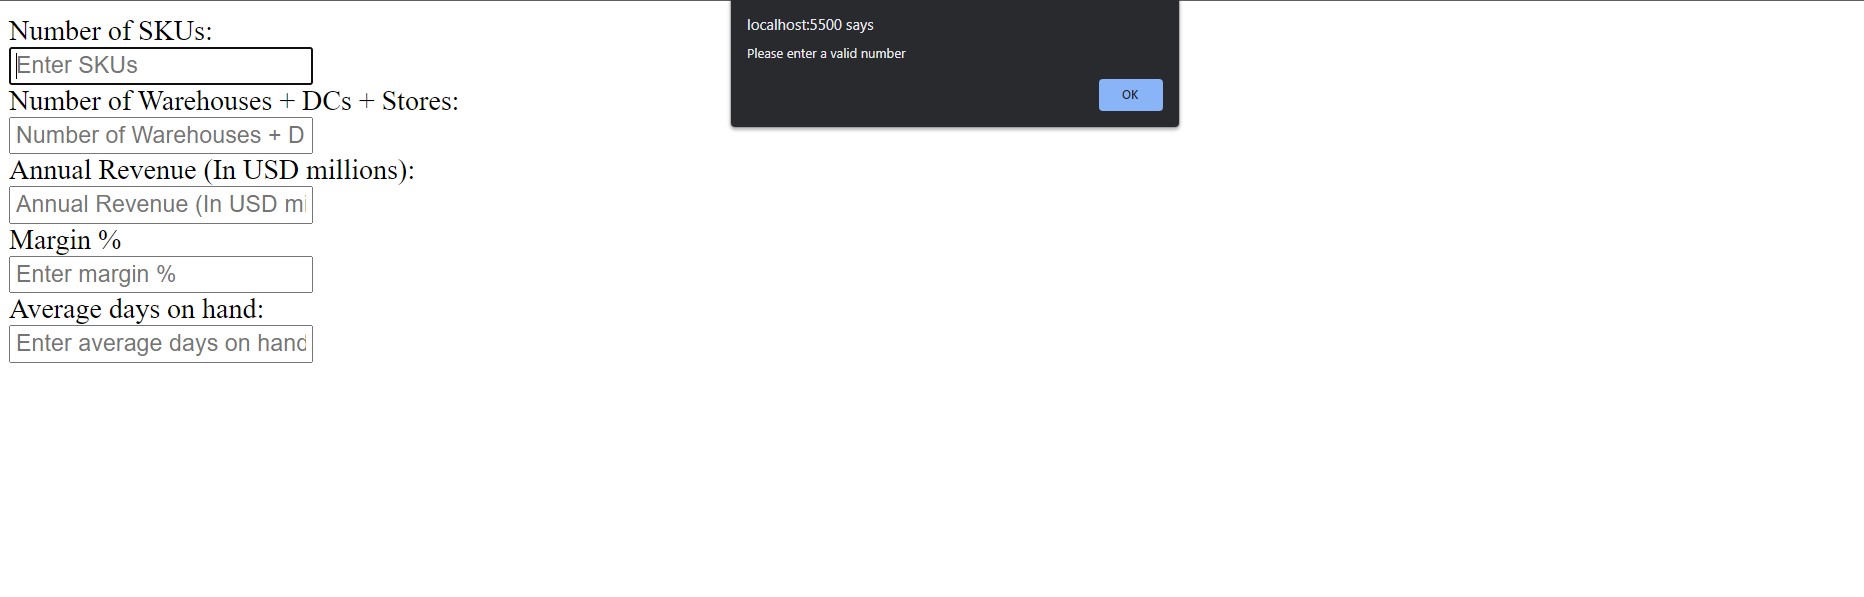 Number of SKUs:
Enter SKUs
Number of Warehouses + DCs + Stores:
Number of Warehouses + D
Annual Revenue (In USD millions):
Annual Revenue (In USD mi
Margin %
Enter margin %
Average days on hand:
Enter average days on hand
localhost:5500 says
Please enter a valid number
OK